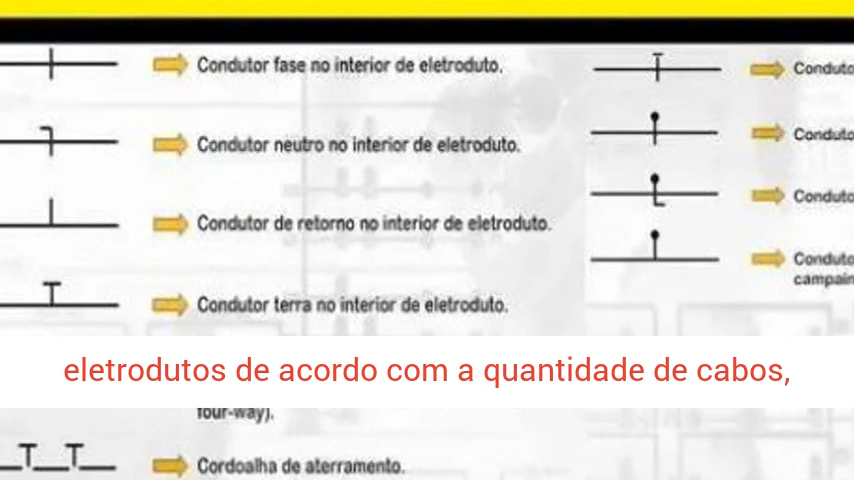 Condutor fase no interior de eletroduto.
Condutor neutro no interior de eletroduto.
Condutor de retorno no interior de eletroduto.
Condutor terra no interior de eletroduto.
eletrodutos de acordo com a quantidade de cabos,
four-way).
Cordoalha de aterramento.